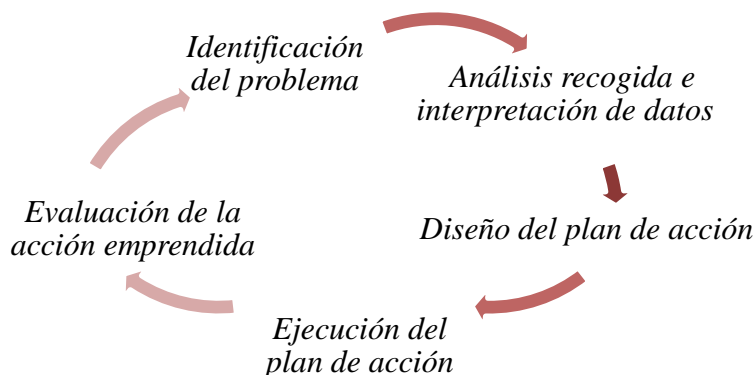 Identificación
del problema
Análisis recogida e
interpretación de datos
Diseño del plan de acción
Ejecución del
plan de acción
Evaluación de la
acción emprendida